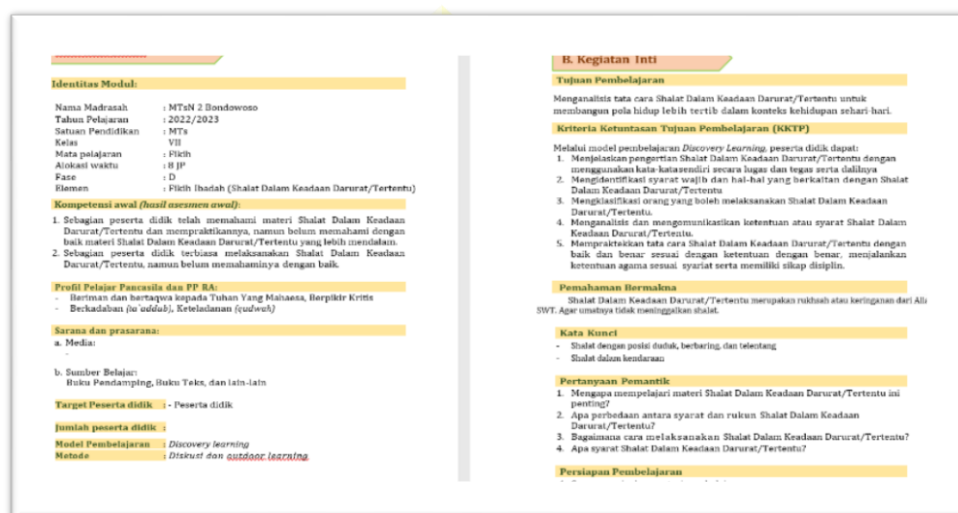 Identitas Modul:
Nama Madrasah : MTsN 2 Bondowoso
Tahun Pelajaran : 2022/2023
Satuan Pendidikan : MTs
Kelas VII
Mata pelajaran : Fikih
Alokasi waktu : 8 JP
Fase : D
Elemen : Fikih Ibadah (Shalat Dalam Keadaan Darurat/Tertentu)
Kompetensi awal (hasil asesmen awal):
1. Sebagian peserta didik telah memahami materi Shalat Dalam Keadaan
Darurat/Tertentu dan mempraktikannya, namun belum memahami dengan
baik materi Shalat Dalam Keadaan Darurat/Tertentu yang lebih mendalam.
2. Sebagian peserta didik terbiasa melaksanakan Shalat Dalam Keadaan
Darurat/Tertentu, namun belum memahaminya dengan baik.
Profil Pelajar Pancasila dan PP RA:
- Beriman dan bertaqwa kepada Tuhan Yang Mahaesa, Berpikir Kritis
- Berkadaban (ta'addub), Keteladanan (qudwah)
Sarana dan prasarana:
a. Media:
-
b. Sumber Belajar:
Buku Pendamping, Buku Teks, dan lain-lain
Target Peserta didik : - Peserta didik
Jumlah peserta didik :
Model Pembelajaran : Discovery learning
Metode : Diskusi dan outdoor learning
B. Kegiatan Inti
Tujuan Pembelajaran
Menganalisis tata cara Shalat Dalam Keadaan Darurat/Tertentu untuk
membangun pola hidup lebih tertib dalam konteks kehidupan sehari-hari.
Kriteria Ketuntasan Tujuan Pembelajaran (KKTP)
Melalui model pembelajaran Discovery Learning, peserta didik dapat:
1. Menjelaskan pengertian Shalat Dalam Keadaan Darurat/Tertentu dengan
menggunakan kata-katasendiri secara lugas dan tegas serta dalilnya
2. Mengidentifikasi syarat wajib dan hal-hal yang berkaitan dengan Shalat
Dalam Keadaan Darurat/Tertentu
3. Mengklasifikasi orang yang boleh melaksanakan Shalat Dalam Keadaan
Darurat/Tertentu.
4. Menganalisis dan mengomunikasikan ketentuan atau syarat Shalat Dalam
Keadaan Darurat/Tertentu.
5. Mempraktekkan tata cara Shalat Dalam Keadaan Darurat/Tertentu dengan
baik dan benar sesuai dengan ketentuan dengan benar, menjalankan
ketentuan agama sesuai syariat serta memiliki sikap disiplin.
Pemahaman Bermakna
Shalat Dalam Keadaan Darurat/Tertentu merupakan rukhsah atau keringanan dari
SWT. Agar umatnya tidak meninggalkan shalat.
Kata Kunci
- Shalat dengan posisi duduk, berbaring, dan telentang
- Shalat dalam kendaraan
Pertanyaan Pemantik
1. Mengapa mempelajari materi Shalat Dalam Keadaan Darurat/Tertentu ini
penting?
2. Apa perbedaan antara syarat dan rukun Shalat Dalam Keadaan
Darurat/Tertentu?
3. Bagaimana cara melaksanakan Shalat Dalam Keadaan Darurat/Tertentu?
4. Apa syarat Shalat Dalam Keadaan Darurat/Tertentu?
Persiapan Pembelajaran